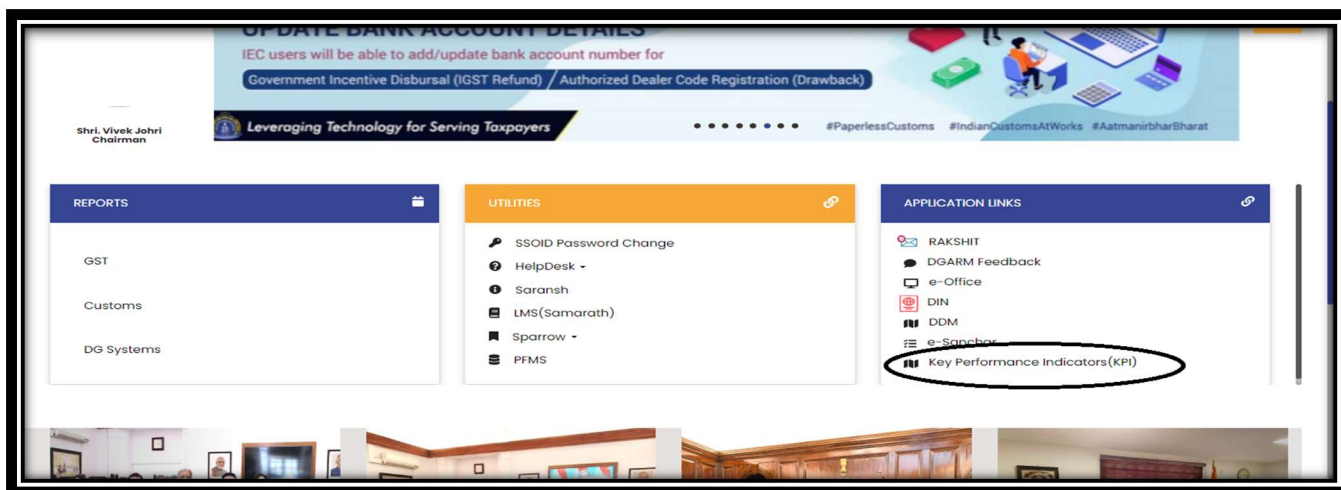 UPDATE BANK ACCOUNT DETAILS
IEC users will be able to add/update bank account number for
Government Incentive Disbursal (IGST Refund) / Authorized Dealer Code Registration (Drawback)
Leveraging Technology for Serving Taxpayers
#PaperlessCustoms #IndianCustomsAtWorks #AatmanirbharBharat
Shri. Vivek Johri
Chairman
REPORTS
GST
Customs
DG Systems
UTILITIES
SSOID Password Change
HelpDesk
Saransh
LMS(Samarath)
Sparrow
PFMS
APPLICATION LINKS
RAKSHIT
DGARM Feedback
e-Office
DIN
DDM
e-Sanchar
Key Performance Indicators(KPI)